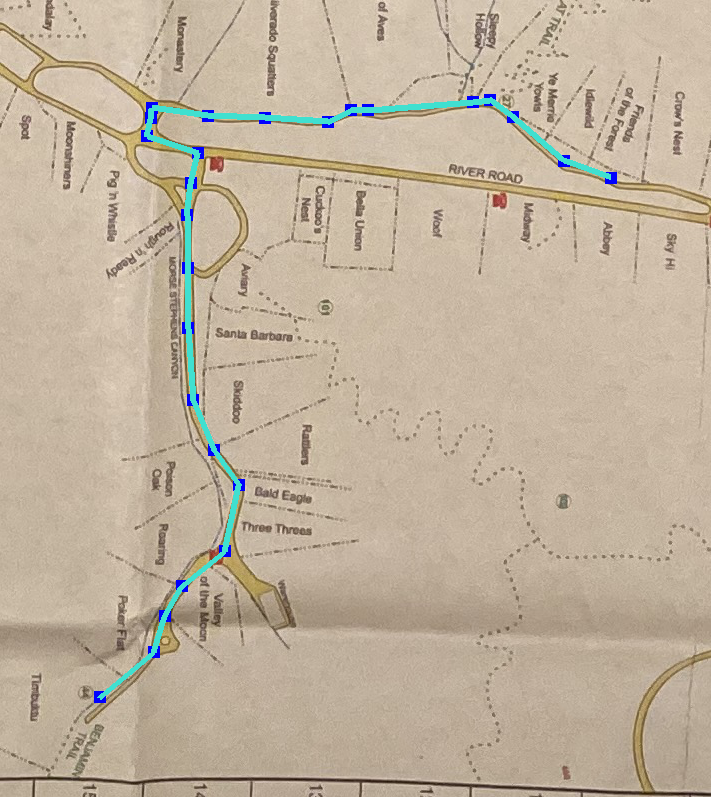 Monastery
of Aves
Sleepy
Hollow
Ye Merrie
Yowls
Idlewild
Friends
of the Forest
Crow's Nest
Spot
Moonshiners
Pig 'n Whistle
Rough 'n Ready
RIVER ROAD
Cuckoo's
Nest
Bella Union
Woof
Midway
Abbey
Sky Hi
Aviary
101
MORSE STEPHENS CANYON
Santa Barbara
Skiddoo
Rattlers
Poison
Oak
Bald Eagle
Three Threes
Roaring
Valley
of the Moon
Poker Flat
Timbuktu
44
BENJAMIN
TRAIL
15
14
13